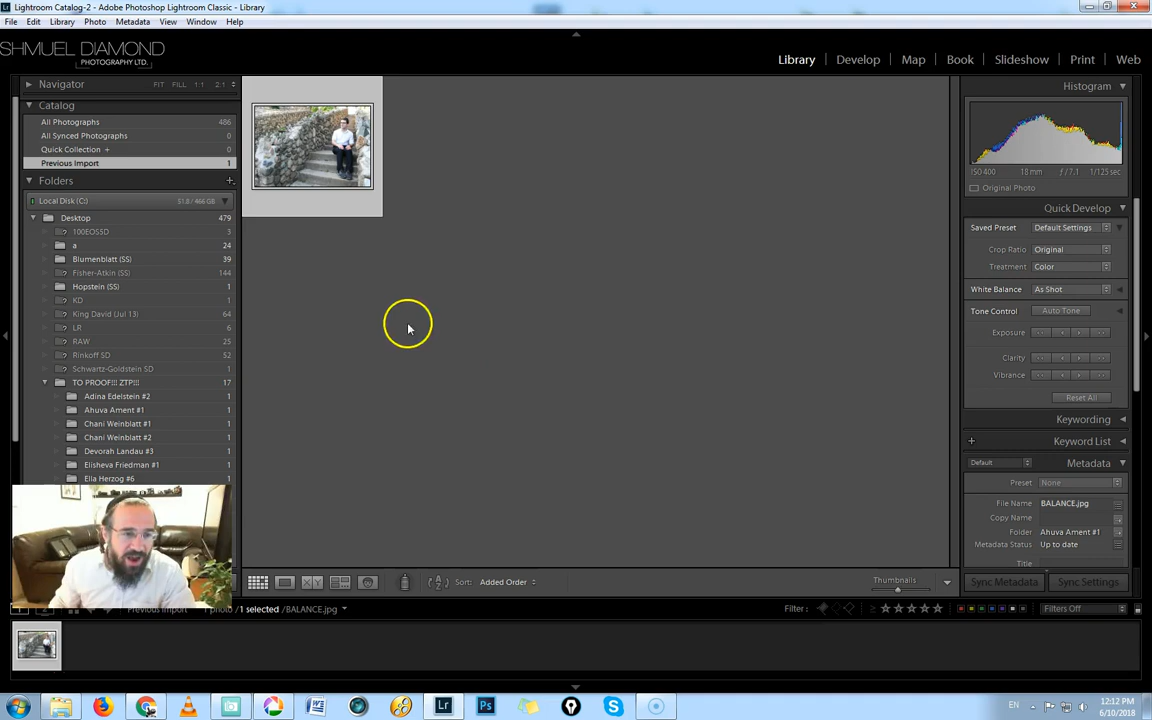 Lightroom Catalog-2 - Adobe Photoshop Lightroom Classic - Library
File Edit Library Photo Metadata View Window Help
SHMUEL DIAMOND
PHOTOGRAPHY LTD.
Library Develop Map Book Slideshow Print Web
Navigator FIT FILL 1:1 2:1
Catalog
All Photographs 486
All Synced Photographs 0
Quick Collection + 0
Previous Import 1
Folders +
Local Disk (C:) 51.8 / 466 GB
Desktop 479
100EOS5D 3
a 24
Blumenblatt (SS) 39
Fisher-Atkin (SS) 144
Hopstein (SS) 1
KD 1
King David (Jul 13) 64
LR 6
RAW 25
Rinkoff SD 52
Schwartz-Goldstein SD 1
TO PROOF!!! ZTP!!! 17
Adina Edelstein #2 1
Ahuva Ament #1 1
Chani Weinblatt #1 1
Chani Weinblatt #2 1
Devorah Landau #3 1
Elisheva Friedman #1 1
Ella Herzog #6 1
Histogram
ISO 400 18 mm ƒ / 7.1 1/125 sec
Original Photo
Quick Develop
Saved Preset Default Settings
Crop Ratio Original
Treatment Color
White Balance As Shot
Tone Control Auto Tone
Exposure
Clarity
Vibrance
Reset All
Keywording
+ Keyword List
Default Metadata
Preset None
File Name BALANCE.jpg
Copy Name
Folder Ahuva Ament #1
Metadata Status Up to date
Title
Sync Metadata Sync Settings
X Y Sort: Added Order Thumbnails
1 2 Previous Import 1 photo / 1 selected / BALANCE.jpg Filter: Filters Off
EN
12:12 PM
6/10/2018